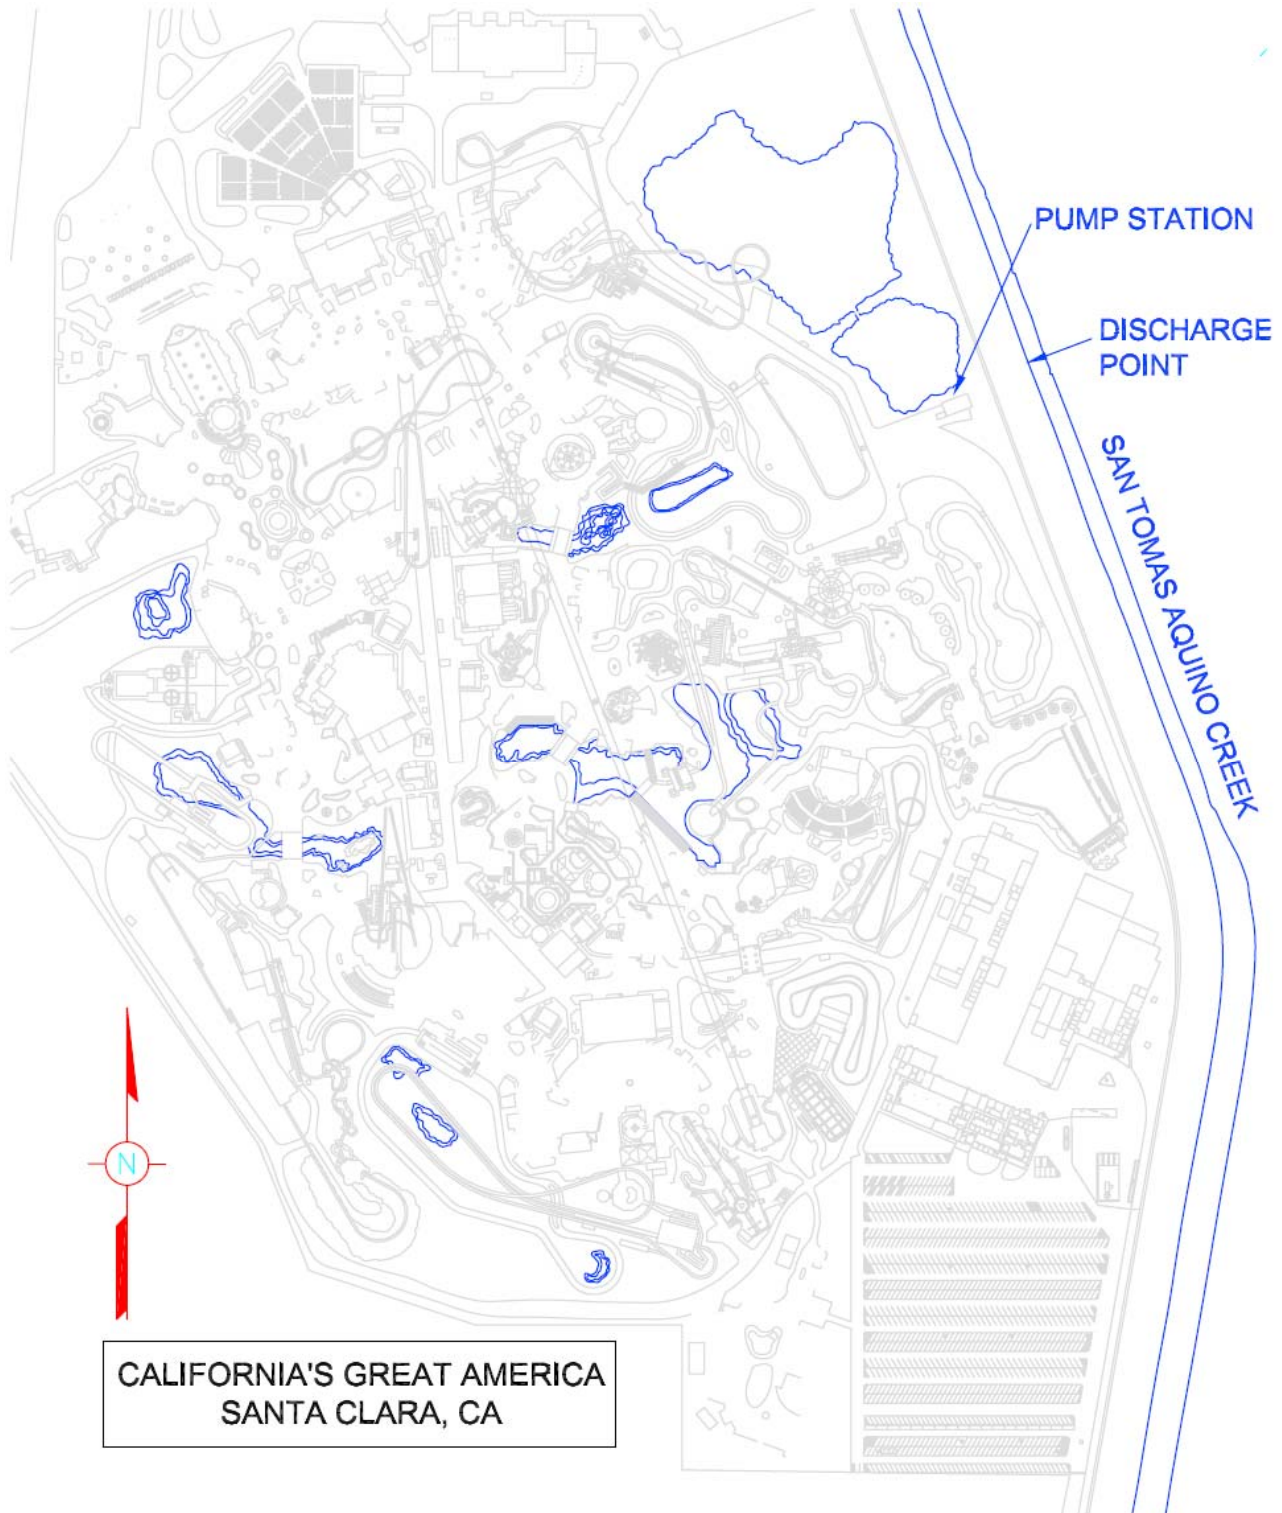 PUMP STATION
DISCHARGE
POINT
SAN TOMAS AQUINO CREEK
N
CALIFORNIA'S GREAT AMERICA
SANTA CLARA, CA